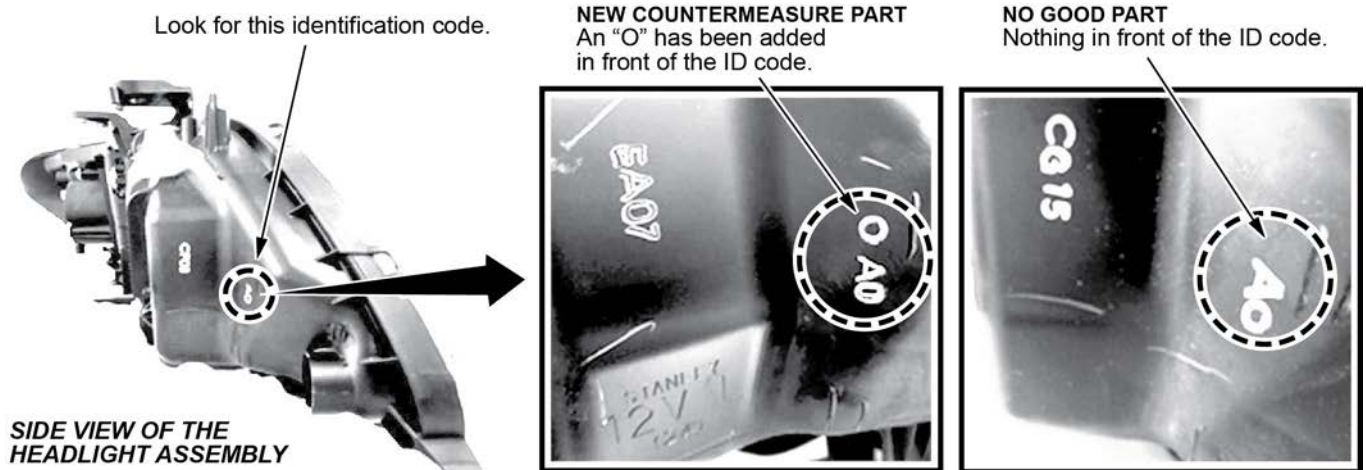 Look for this identification code.
NEW COUNTERMEASURE PART
An “O” has been added
in front of the ID code.
NO GOOD PART
Nothing in front of the ID code.
EA07
O A0
STANLEY
12V
CQ15
A0
SIDE VIEW OF THE
HEADLIGHT ASSEMBLY